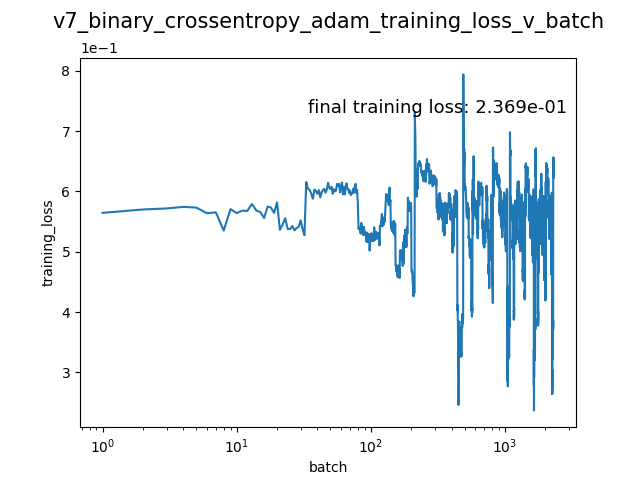 v7_binary_crossentropy_adam_training_loss_v_batch
1e−1
8
final training loss: 2.369e-01
7
6
5
4
3
training_loss
10⁰ 10¹ 10² 10³
batch